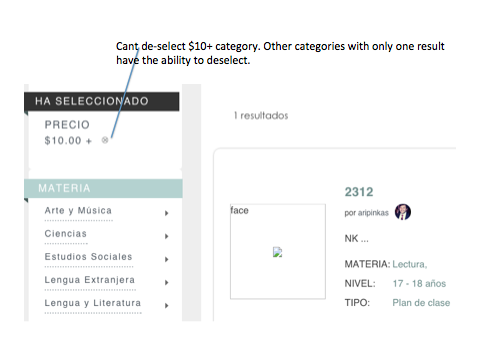 Cant de-select $10+ category. Other categories with only one result
have the ability to deselect.
HA SELECCIONADO
PRECIO
$10.00 +
1 resultados
MATERIA
Arte y Música
Ciencias
Estudios Sociales
Lengua Extranjera
Lengua y Literatura
2312
por aripinkas
face
NK ...
MATERIA: Lectura,
NIVEL: 17 - 18 años
TIPO: Plan de clase